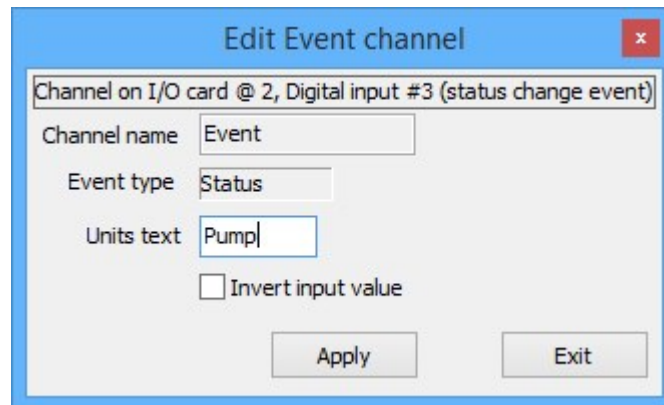 Edit Event channel
x
Channel on I/O card @ 2, Digital input #3 (status change event)
Channel name Event
Event type Status
Units text Pump
Invert input value
Apply Exit